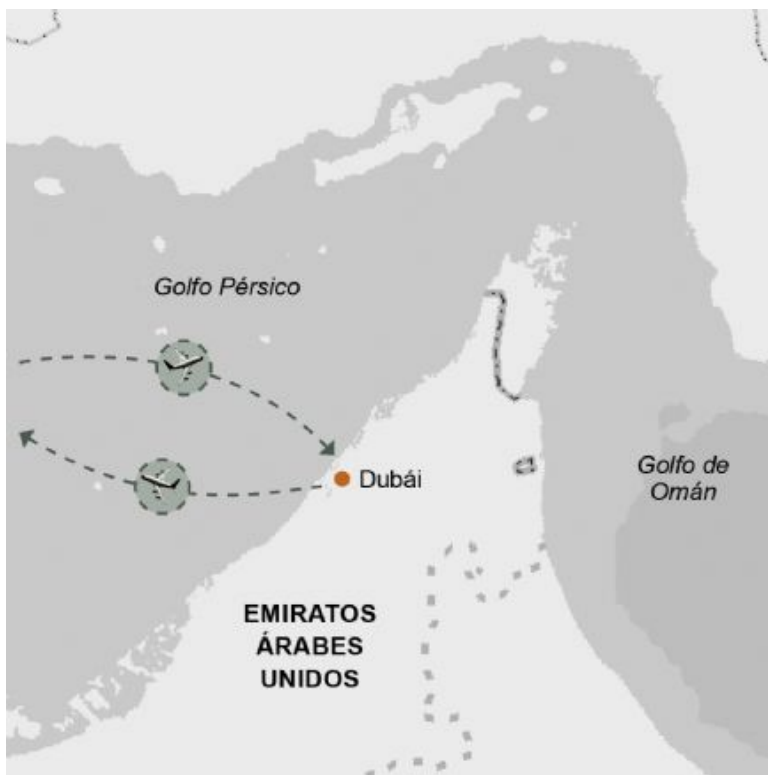 Golfo Pérsico
Golfo de
Omán
Dubái
EMIRATOS
ÁRABES
UNIDOS